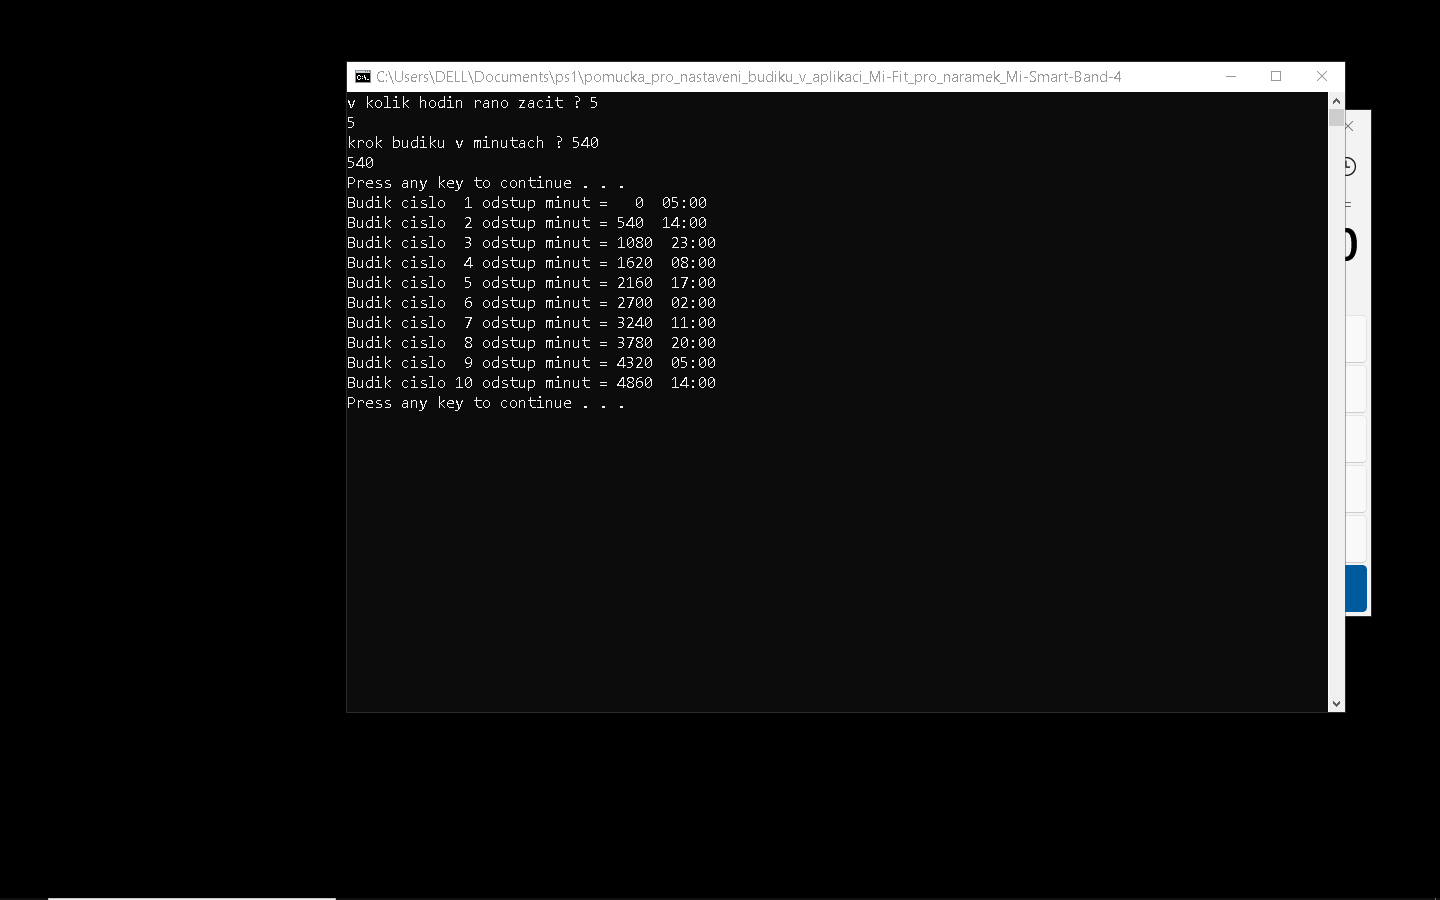 C:\Users\DELL\Documents\ps1\pomucka_pro_nastaveni_budiku_v_aplikaci_Mi-Fit_pro_naramek_Mi-Smart-Band-4
v kolik hodin rano zacit ? 5
5
krok budiku v minutach ? 540
540
Press any key to continue . . .
Budik cislo  1 odstup minut =   0  05:00
Budik cislo  2 odstup minut = 540  14:00
Budik cislo  3 odstup minut = 1080  23:00
Budik cislo  4 odstup minut = 1620  08:00
Budik cislo  5 odstup minut = 2160  17:00
Budik cislo  6 odstup minut = 2700  02:00
Budik cislo  7 odstup minut = 3240  11:00
Budik cislo  8 odstup minut = 3780  20:00
Budik cislo  9 odstup minut = 4320  05:00
Budik cislo 10 odstup minut = 4860  14:00
Press any key to continue . . .
=
0